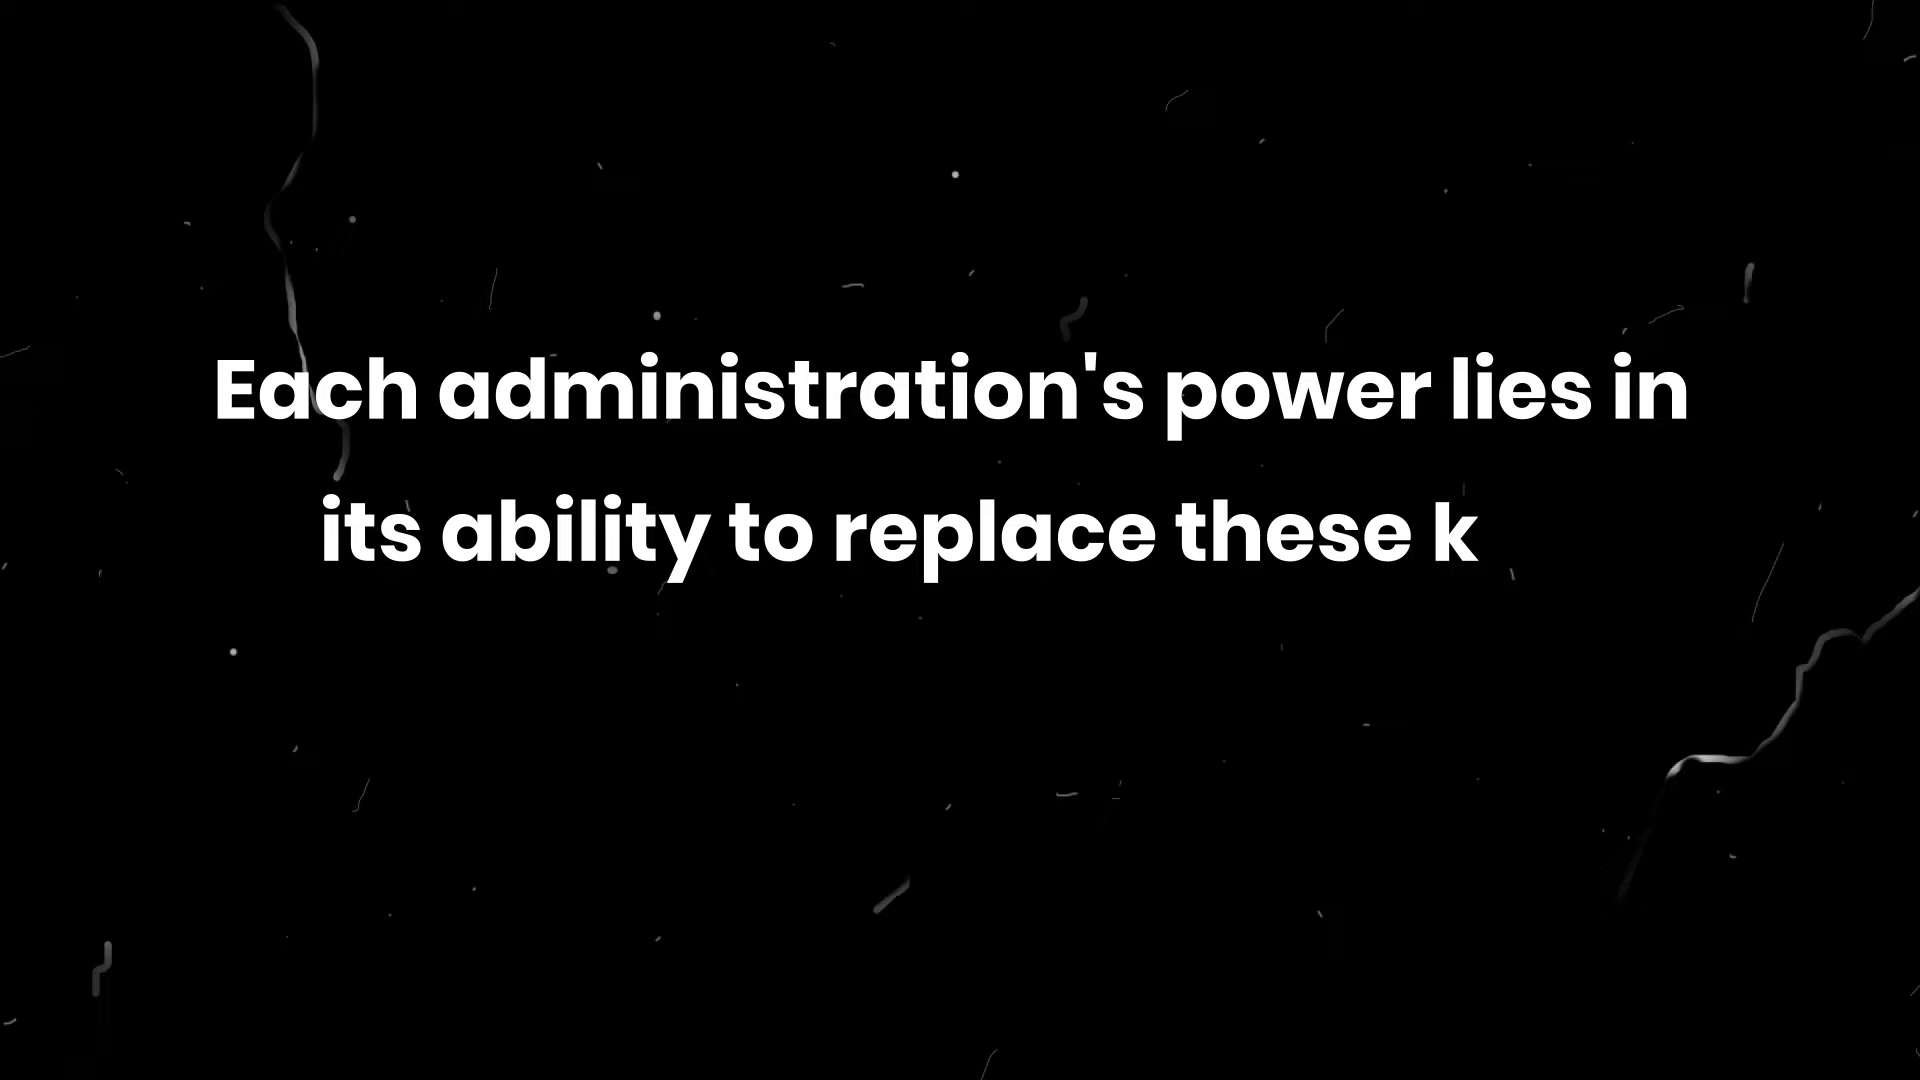 Each administration's power lies in
its ability to replace these k